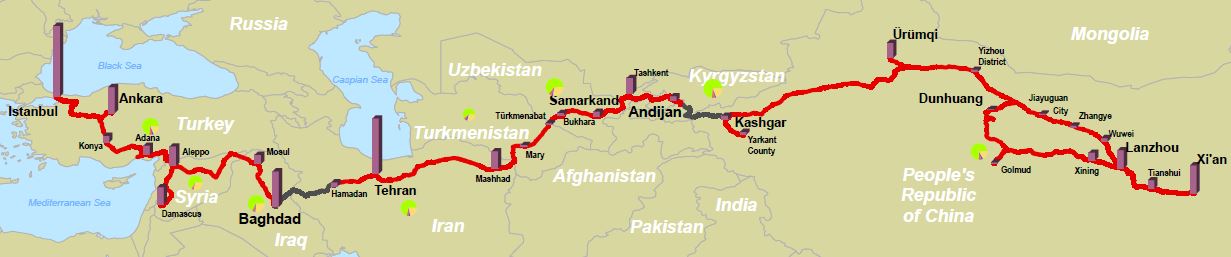 Russia
Mongolia
Black Sea
Caspian Sea
Mediterranean Sea
Istanbul
Ankara
Turkey
Konya
Adana
Aleppo
Syria
Damascus
Mosul
Baghdad
Iraq
Hamadan
Tehran
Iran
Mashhad
Turkmenistan
Mary
Türkmenabat
Bukhara
Samarkand
Uzbekistan
Tashkent
Andijan
Kyrgyzstan
Kashgar
Yarkant
County
Afghanistan
Pakistan
India
Ürümqi
Yizhou
District
Dunhuang
Jiayuguan
City
Zhangye
Wuwei
Lanzhou
Xi'an
Golmud
Xining
Tianshui
People's
Republic
of China